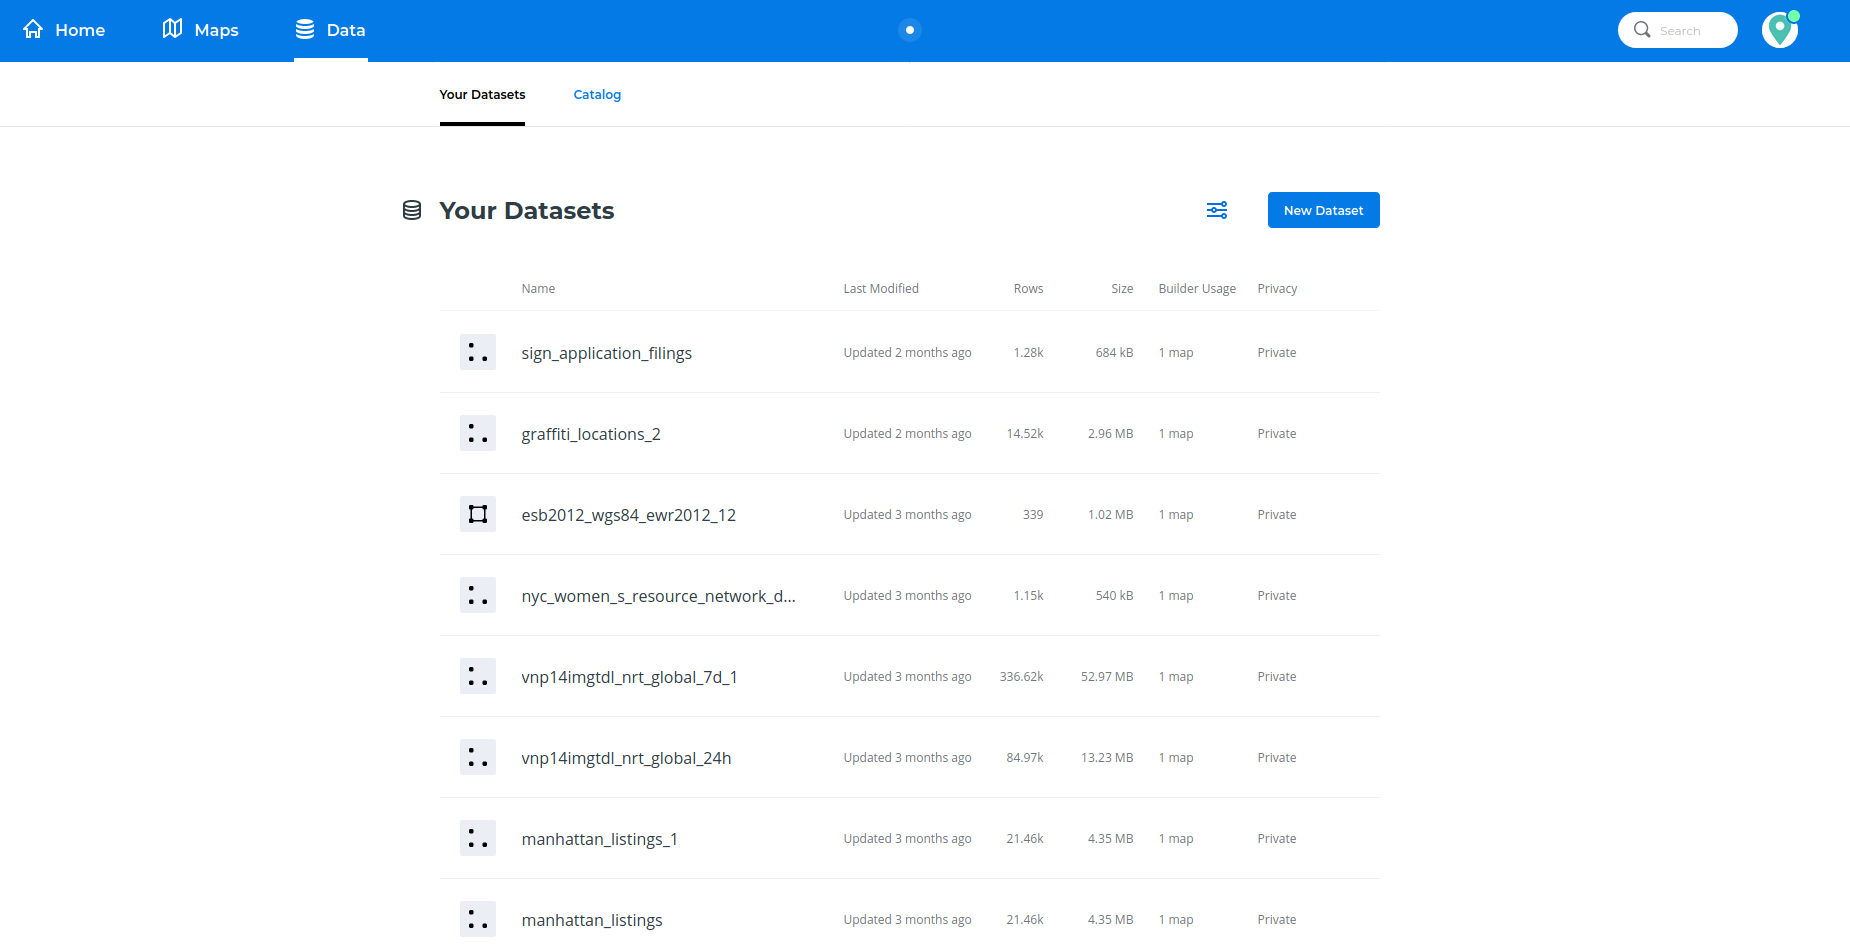 Home Maps Data Search
Your Datasets Catalog
Your Datasets New Dataset
Name Last Modified Rows Size Builder Usage Privacy
sign_application_filings Updated 2 months ago 1.28k 684 kB 1 map Private
graffiti_locations_2 Updated 2 months ago 14.52k 2.96 MB 1 map Private
esb2012_wgs84_ewr2012_12 Updated 3 months ago 339 1.02 MB 1 map Private
nyc_women_s_resource_network_d... Updated 3 months ago 1.15k 540 kB 1 map Private
vnp14imgtdl_nrt_global_7d_1 Updated 3 months ago 336.62k 52.97 MB 1 map Private
vnp14imgtdl_nrt_global_24h Updated 3 months ago 84.97k 13.23 MB 1 map Private
manhattan_listings_1 Updated 3 months ago 21.46k 4.35 MB 1 map Private
manhattan_listings Updated 3 months ago 21.46k 4.35 MB 1 map Private